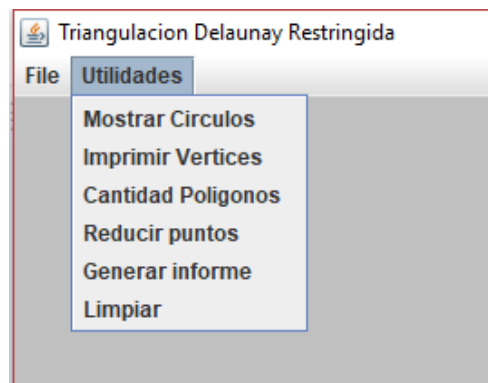 Triangulacion Delaunay Restringida
File Utilidades
Mostrar Circulos
Imprimir Vertices
Cantidad Poligonos
Reducir puntos
Generar informe
Limpiar